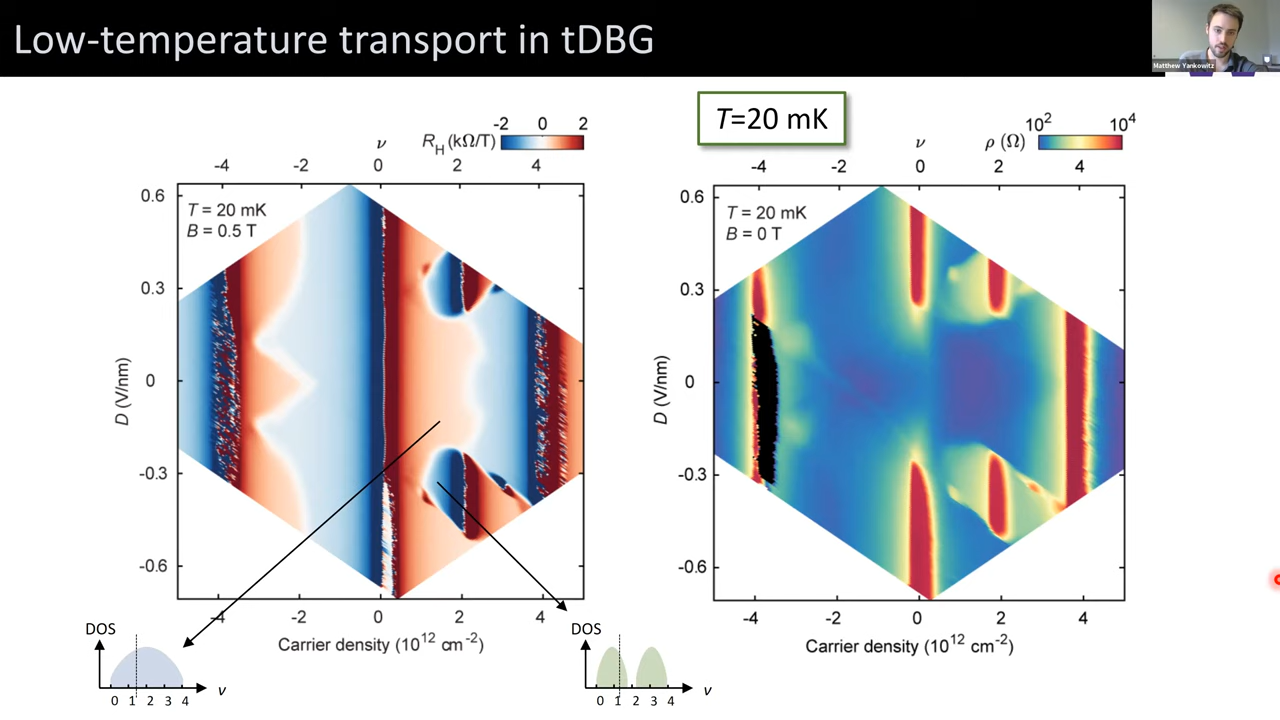 Low-temperature transport in tDBG
Matthew Yankowitz
T=20 mK
ν
R_H (kΩ/T)
-2 0 2
-4 -2 0 2 4
T = 20 mK
B = 0.5 T
0.6
0.3
0
-0.3
-0.6
D (V/nm)
-4 -2 0 2 4
Carrier density (10^12 cm^-2)
ν
ρ (Ω)
10^2 10^4
-4 -2 0 2 4
T = 20 mK
B = 0 T
0.6
0.3
0
-0.3
-0.6
D (V/nm)
-4 -2 0 2 4
Carrier density (10^12 cm^-2)
DOS
0 1 2 3 4
ν
DOS
0 1 2 3 4
ν